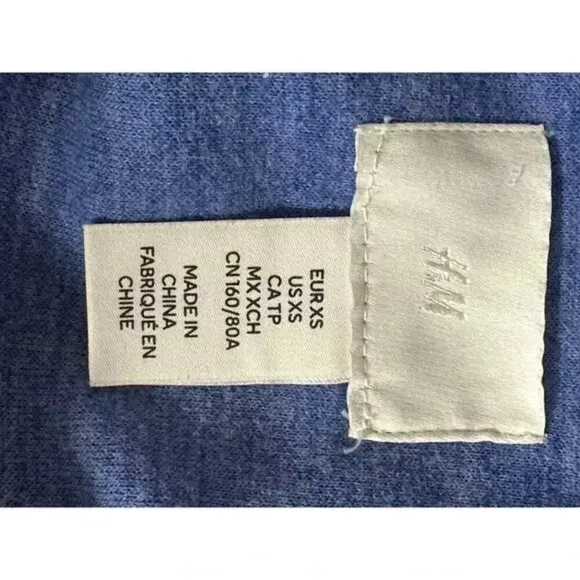 H&M
EUR XS
US XS
CA TP
MX XCH
CN 160/80A
MADE IN
CHINA
FABRIQUÉ EN
CHINE